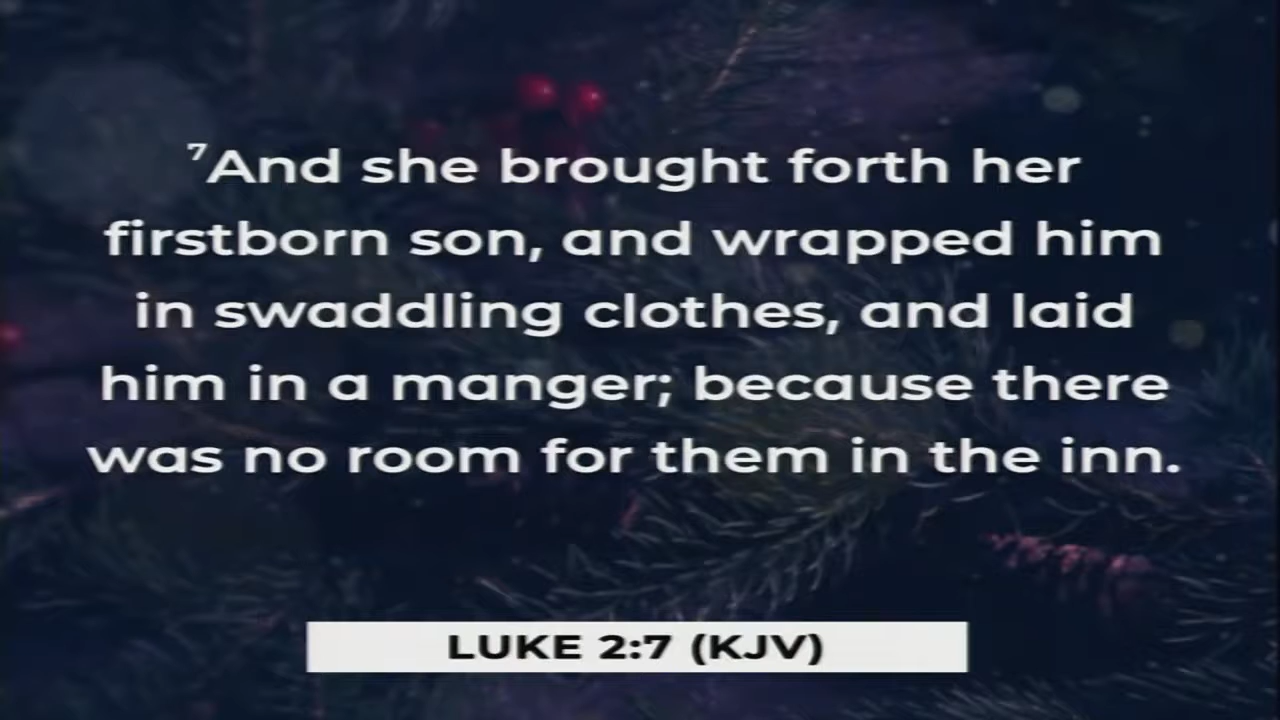 ⁷And she brought forth her
firstborn son, and wrapped him
in swaddling clothes, and laid
him in a manger; because there
was no room for them in the inn.
LUKE 2:7 (KJV)